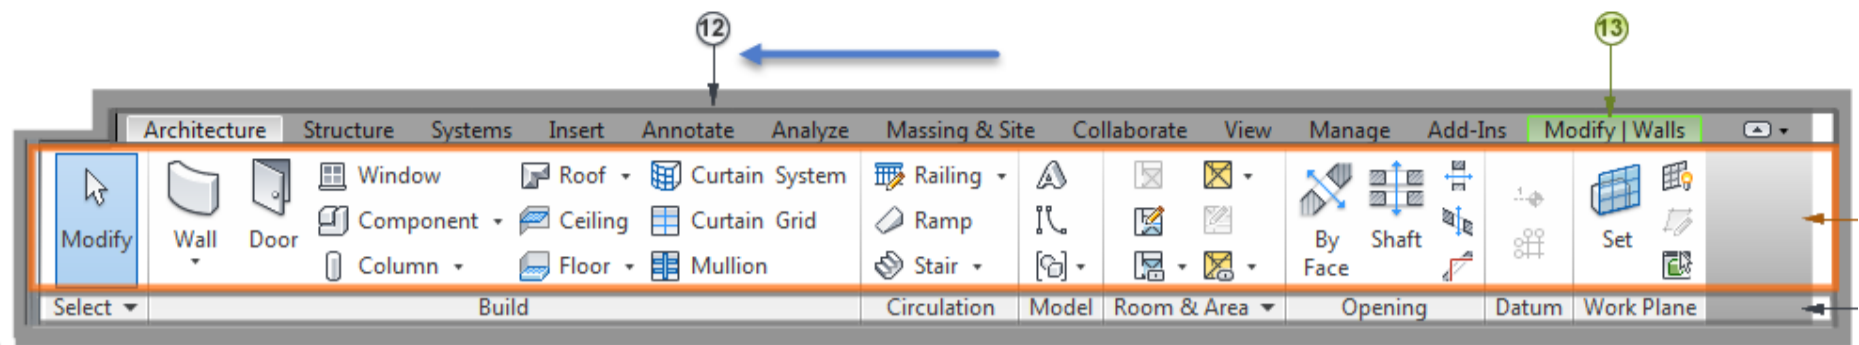 12 13
Architecture Structure Systems Insert Annotate Analyze Massing & Site Collaborate View Manage Add-Ins Modify | Walls
Window Roof Curtain System Railing
Modify Wall Door Component Ceiling Curtain Grid Ramp By Face Shaft Set
Column Floor Mullion Stair
Select Build Circulation Model Room & Area Opening Datum Work Plane